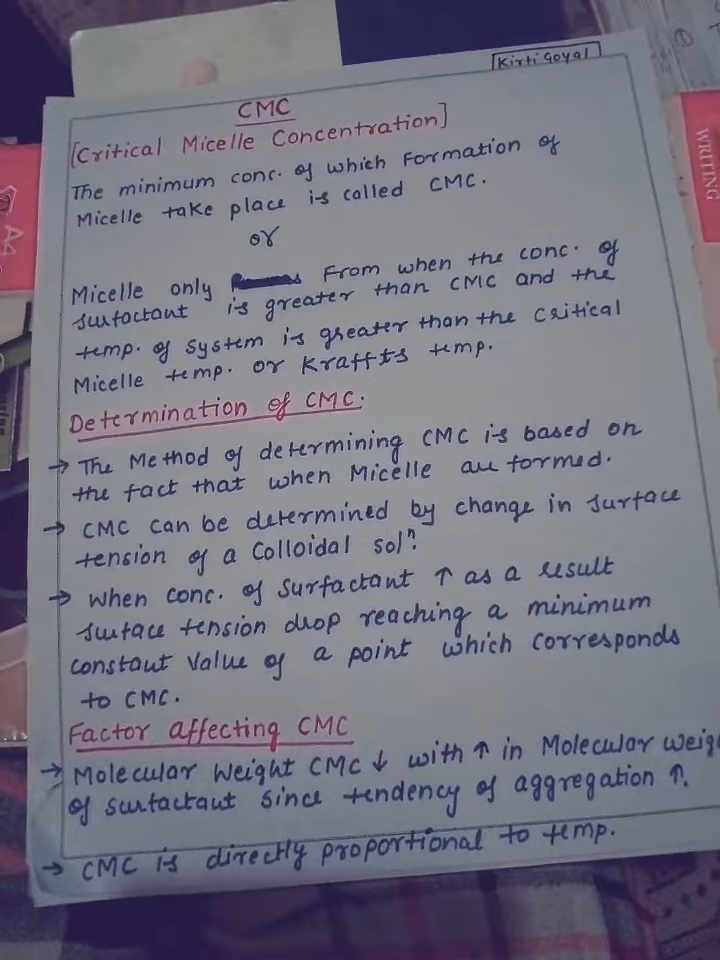 Kirti Goyal
CMC
[Critical Micelle Concentration]
The minimum conc. of which Formation of
Micelle take place is called CMC.
or
Micelle only From when the conc. of
surfactant is greater than CMC and the
temp. of system is greater than the critical
Micelle temp. or Kraffts temp.
Determination of CMC.
→ The Method of determining CMC is based on
the fact that when Micelle are formed.
→ CMC can be determined by change in surface
tension of a Colloidal solⁿ.
→ When conc. of surfactant ↑ as a result
surface tension drop reaching a minimum
constant value of a point which corresponds
to CMC.
Factor affecting CMC
→ Molecular Weight CMC ↓ with ↑ in Molecular weig
of surfactant since tendency of aggregation ↑.
→ CMC is directly proportional to temp.
WRITING
A4
①